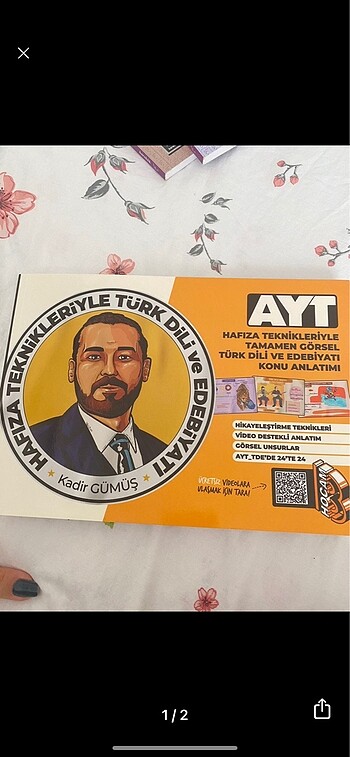 HAFIZA TEKNİKLERİYLE TÜRK DİLİ ve EDEBİYATI
Kadir GÜMÜŞ
AYT
HAFIZA TEKNİKLERİYLE
TAMAMEN GÖRSEL
TÜRK DİLİ VE EDEBİYATI
KONU ANLATIMI
HİKAYELEŞTİRME TEKNİKLERİ
VİDEO DESTEKLİ ANLATIM
GÖRSEL UNSURLAR
AYT_TDE'DE 24'TE 24
ÜCRETSİZ VİDEOLARA
ULAŞMAK İÇİN TARA!
1/2